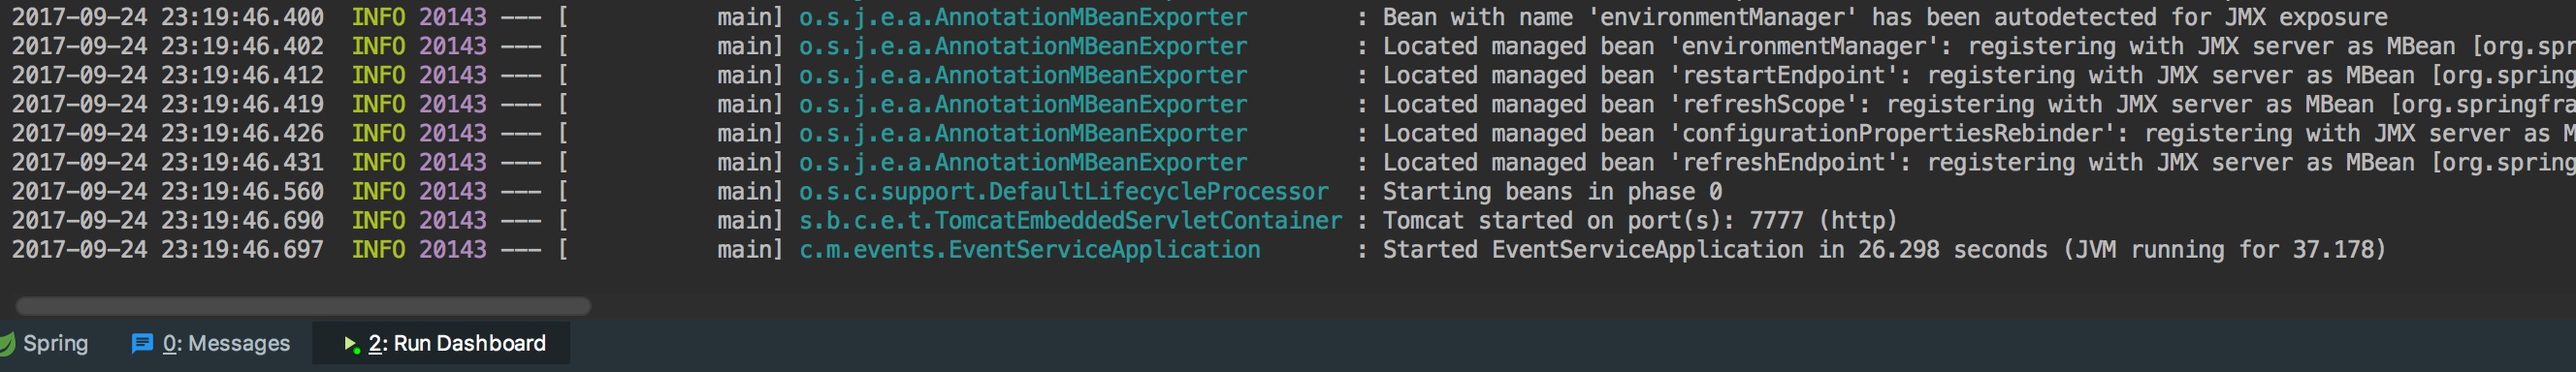 2017-09-24 23:19:46.400  INFO 20143 --- [           main] o.s.j.e.a.AnnotationMBeanExporter        : Bean with name 'environmentManager' has been autodetected for JMX exposure
2017-09-24 23:19:46.402  INFO 20143 --- [           main] o.s.j.e.a.AnnotationMBeanExporter        : Located managed bean 'environmentManager': registering with JMX server as MBean [org.spr
2017-09-24 23:19:46.412  INFO 20143 --- [           main] o.s.j.e.a.AnnotationMBeanExporter        : Located managed bean 'restartEndpoint': registering with JMX server as MBean [org.spring
2017-09-24 23:19:46.419  INFO 20143 --- [           main] o.s.j.e.a.AnnotationMBeanExporter        : Located managed bean 'refreshScope': registering with JMX server as MBean [org.springfra
2017-09-24 23:19:46.426  INFO 20143 --- [           main] o.s.j.e.a.AnnotationMBeanExporter        : Located managed bean 'configurationPropertiesRebinder': registering with JMX server as M
2017-09-24 23:19:46.431  INFO 20143 --- [           main] o.s.j.e.a.AnnotationMBeanExporter        : Located managed bean 'refreshEndpoint': registering with JMX server as MBean [org.spring
2017-09-24 23:19:46.560  INFO 20143 --- [           main] o.s.c.support.DefaultLifecycleProcessor  : Starting beans in phase 0
2017-09-24 23:19:46.690  INFO 20143 --- [           main] s.b.c.e.t.TomcatEmbeddedServletContainer : Tomcat started on port(s): 7777 (http)
2017-09-24 23:19:46.697  INFO 20143 --- [           main] c.m.events.EventServiceApplication       : Started EventServiceApplication in 26.298 seconds (JVM running for 37.178)
Spring 0: Messages 2: Run Dashboard